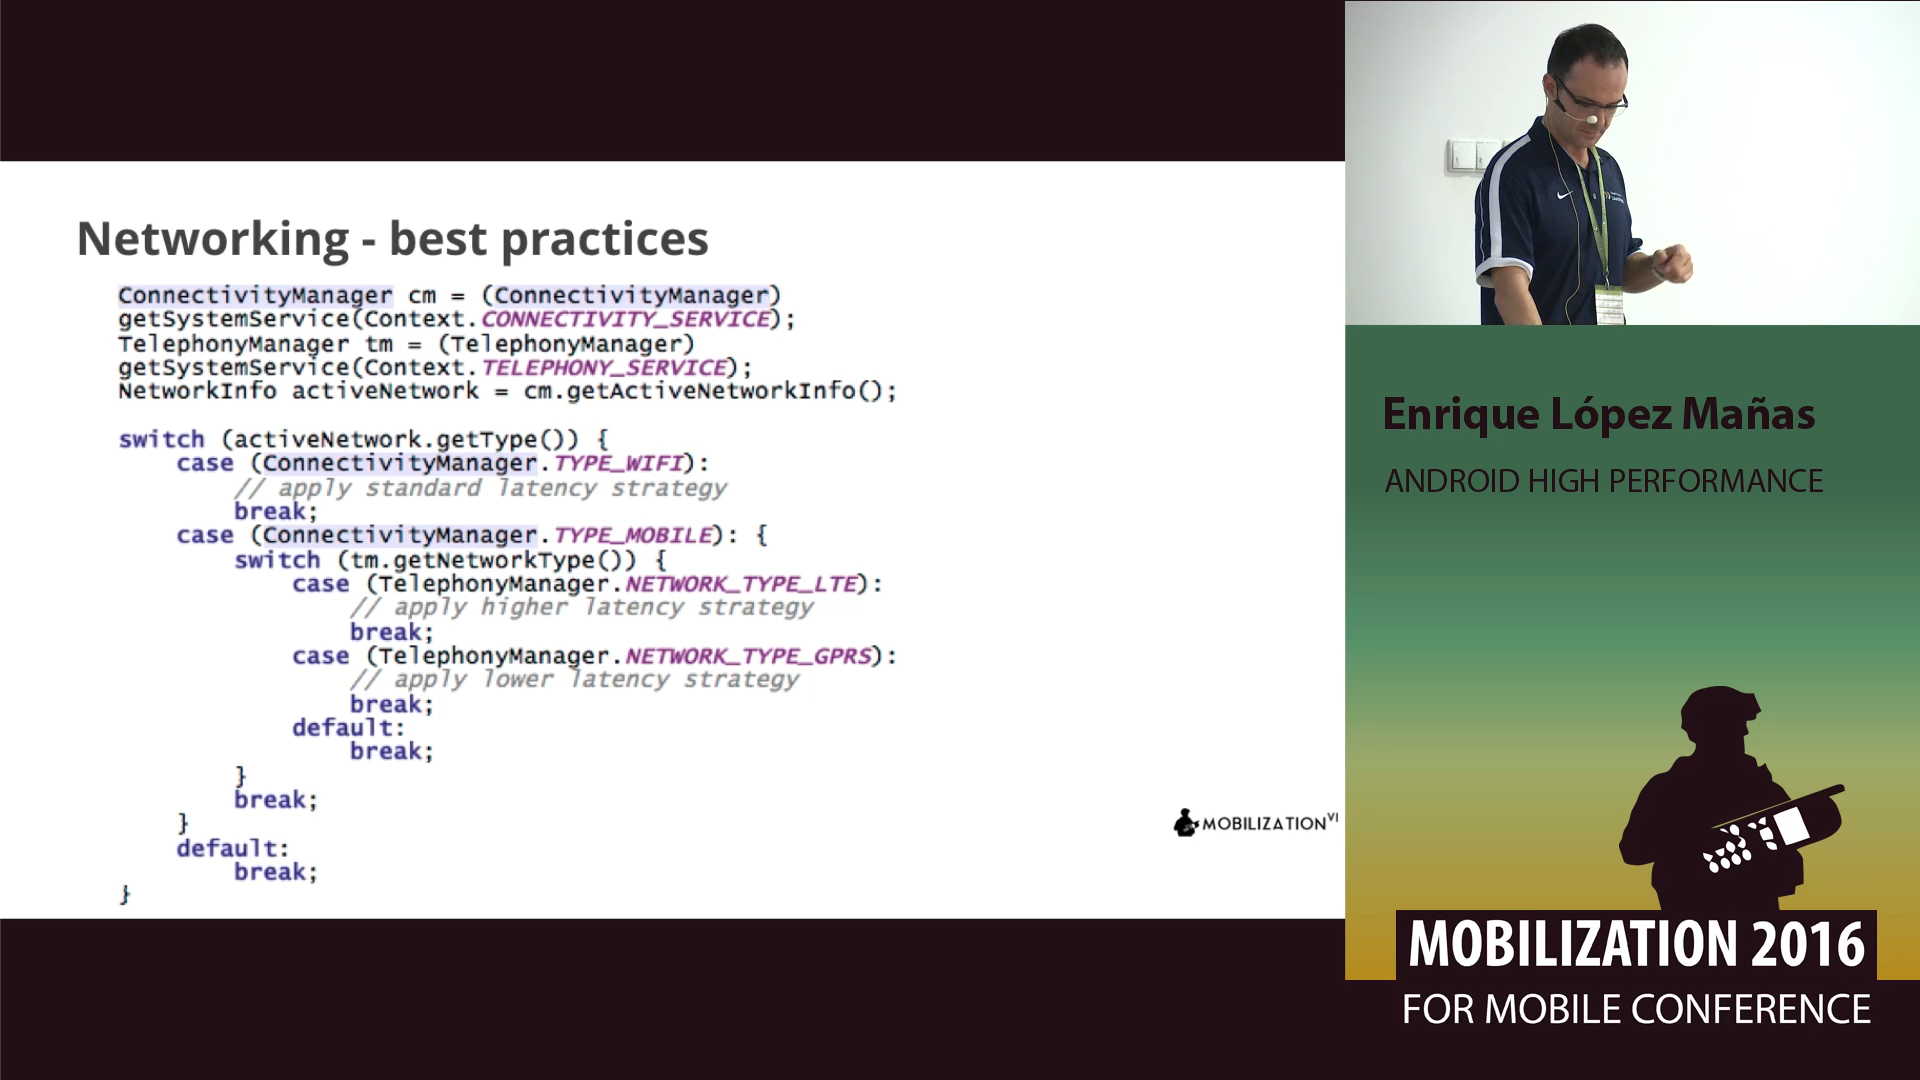 Networking - best practices
ConnectivityManager cm = (ConnectivityManager)
getSystemService(Context.CONNECTIVITY_SERVICE);
TelephonyManager tm = (TelephonyManager)
getSystemService(Context.TELEPHONY_SERVICE);
NetworkInfo activeNetwork = cm.getActiveNetworkInfo();
switch (activeNetwork.getType()) {
case (ConnectivityManager.TYPE_WIFI):
// apply standard latency strategy
break;
case (ConnectivityManager.TYPE_MOBILE): {
switch (tm.getNetworkType()) {
case (TelephonyManager.NETWORK_TYPE_LTE):
// apply higher latency strategy
break;
case (TelephonyManager.NETWORK_TYPE_GPRS):
// apply lower latency strategy
break;
default:
break;
}
break;
}
default:
break;
}
MOBILIZATION VI
Enrique López Mañas
ANDROID HIGH PERFORMANCE
MOBILIZATION 2016
FOR MOBILE CONFERENCE